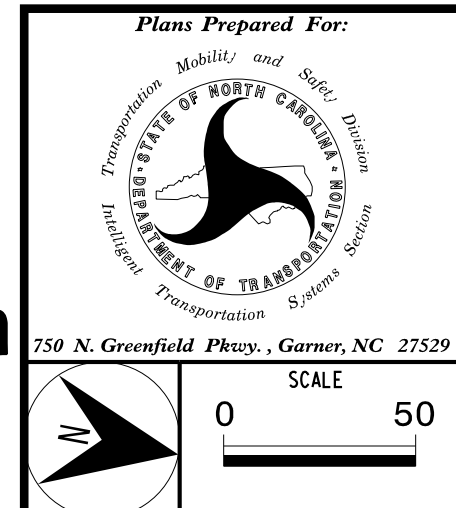 Plans Prepared For:
Transportation Mobility and Safety Division
STATE OF NORTH CAROLINA
DEPARTMENT OF TRANSPORTATION
Intelligent Transportation Systems Section
750 N. Greenfield Pkwy. , Garner, NC 27529
N
SCALE
0 50